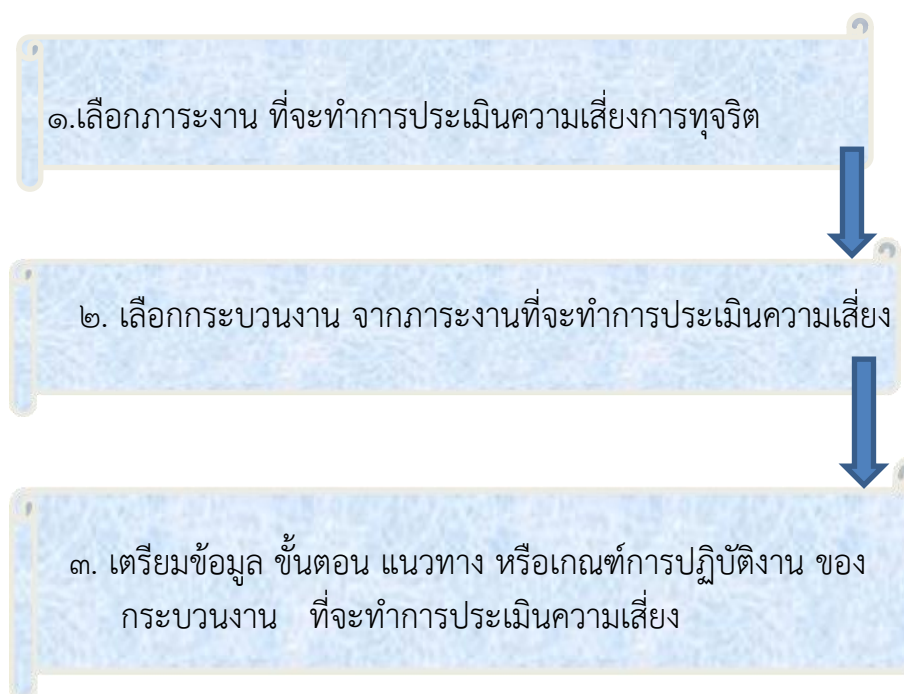 ๑.เลือกภาระงาน ที่จะทำการประเมินความเสี่ยงการทุจริต
๒. เลือกกระบวนงาน จากภาระงานที่จะทำการประเมินความเสี่ยง
๓. เตรียมข้อมูล ขั้นตอน แนวทาง หรือเกณฑ์การปฏิบัติงาน ของ
กระบวนงาน ที่จะทำการประเมินความเสี่ยง